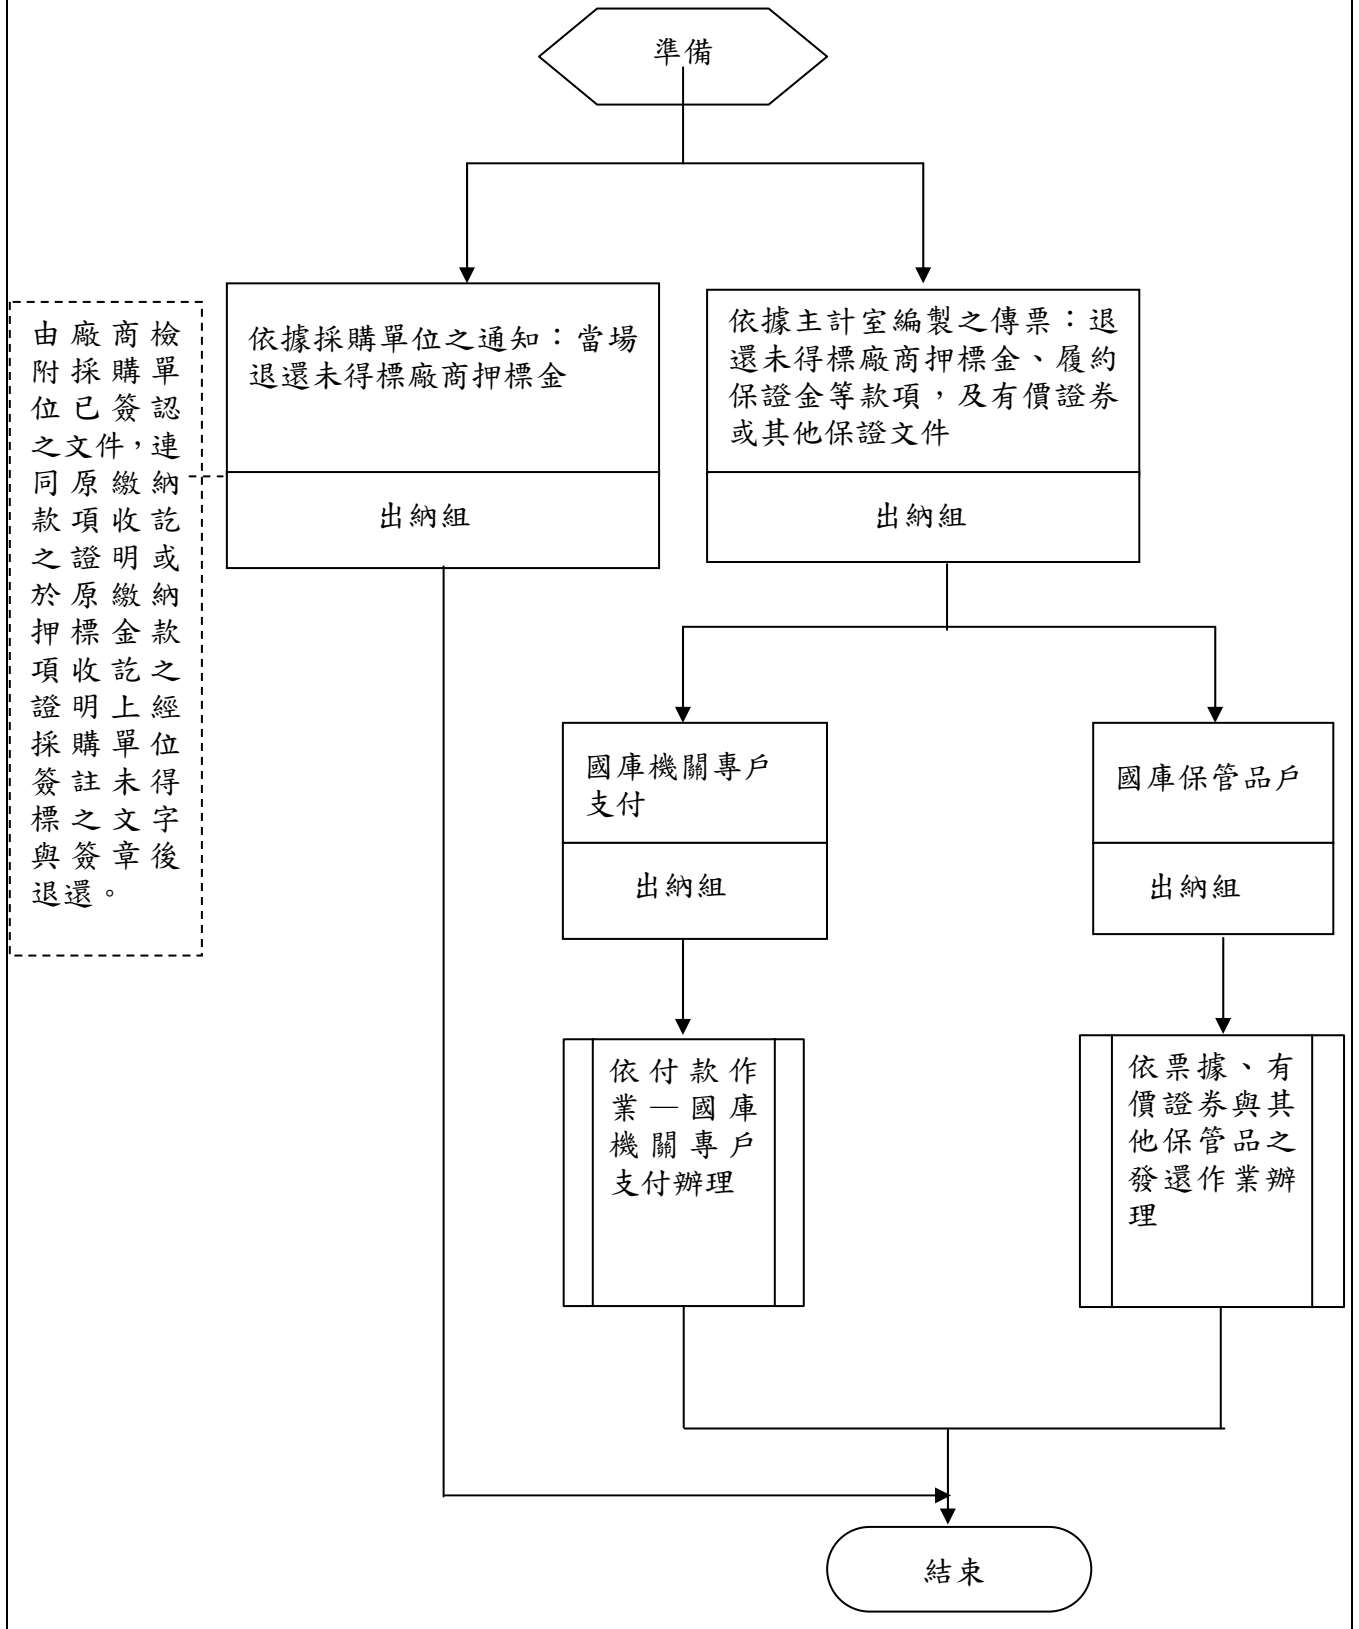 準備
由廠商檢
附採購單
位已簽認
之文件，連
同原繳納
款項收訖
之證明或
於原繳納
押標金款
項收訖之
證明上經
採購單位
簽註未得
標之文字
與簽章後
退還。
依據採購單位之通知：當場
退還未得標廠商押標金
出納組
依據主計室編製之傳票：退
還未得標廠商押標金、履約
保證金等款項，及有價證券
或其他保證文件
出納組
國庫機關專戶
支付
出納組
國庫保管品戶
出納組
依付款作
業—國庫
機關專戶
支付辦理
依票據、有
價證券與其
他保管品之
發還作業辦
理
結束